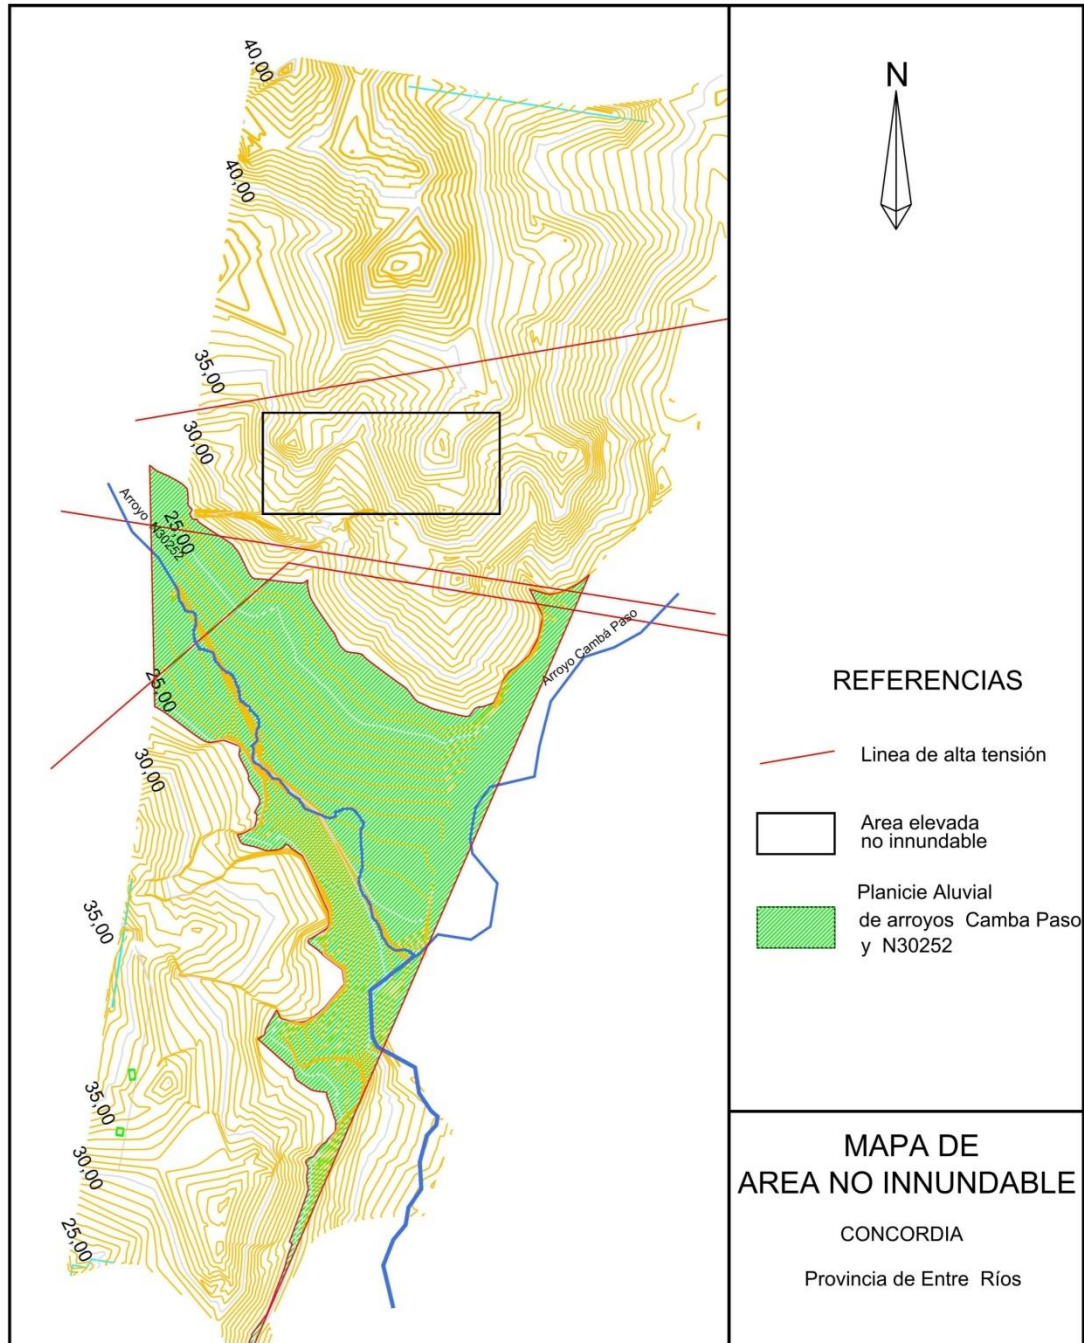 40,00
40,00
35,00
30,00
Arroyo N30252
25,00
25,00
30,00
Arroyo Cambá Paso
35,00
35,00
30,00
25,00
N
REFERENCIAS
Linea de alta tensión
Area elevada
no innundable
Planicie Aluvial
de arroyos Camba Paso
y N30252
MAPA DE
AREA NO INNUNDABLE
CONCORDIA
Provincia de Entre Ríos